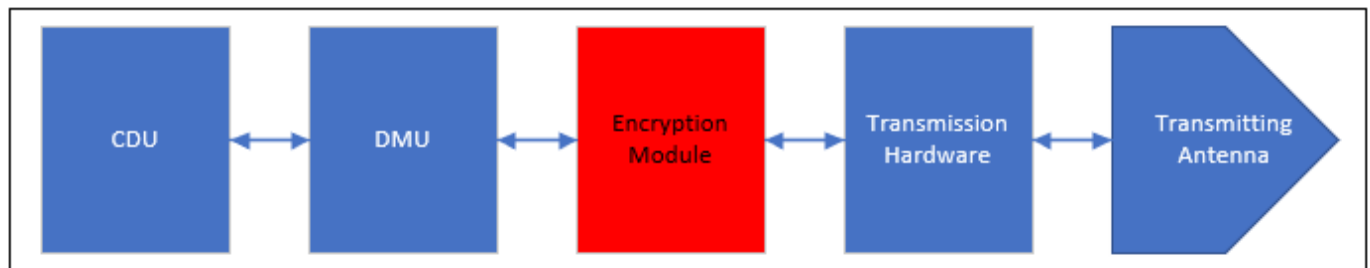 CDU
DMU
Encryption
Module
Transmission
Hardware
Transmitting
Antenna